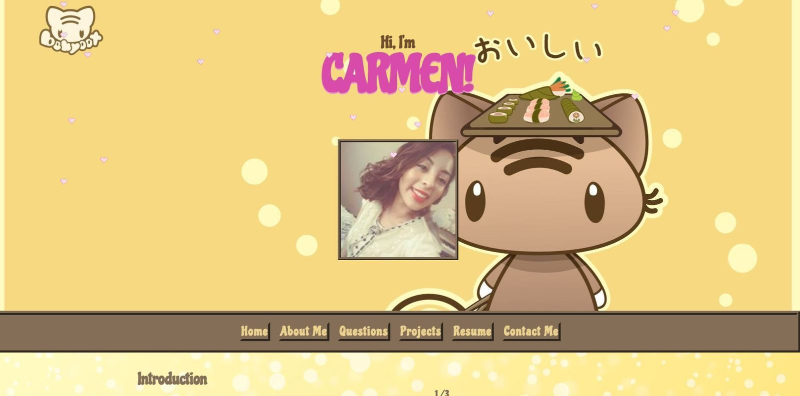 Hi, I'm
おいしい
CARMEN!
Home About Me Questions Projects Resume Contact Me
Introduction
1/3